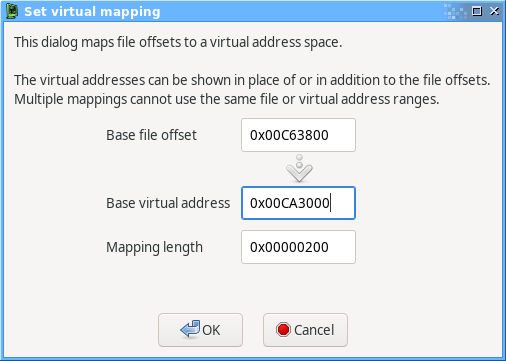 Set virtual mapping
This dialog maps file offsets to a virtual address space.
The virtual addresses can be shown in place of or in addition to the file offsets.
Multiple mappings cannot use the same file or virtual address ranges.
Base file offset 0x00C63800
Base virtual address 0x00CA3000
Mapping length 0x00000200
OK Cancel